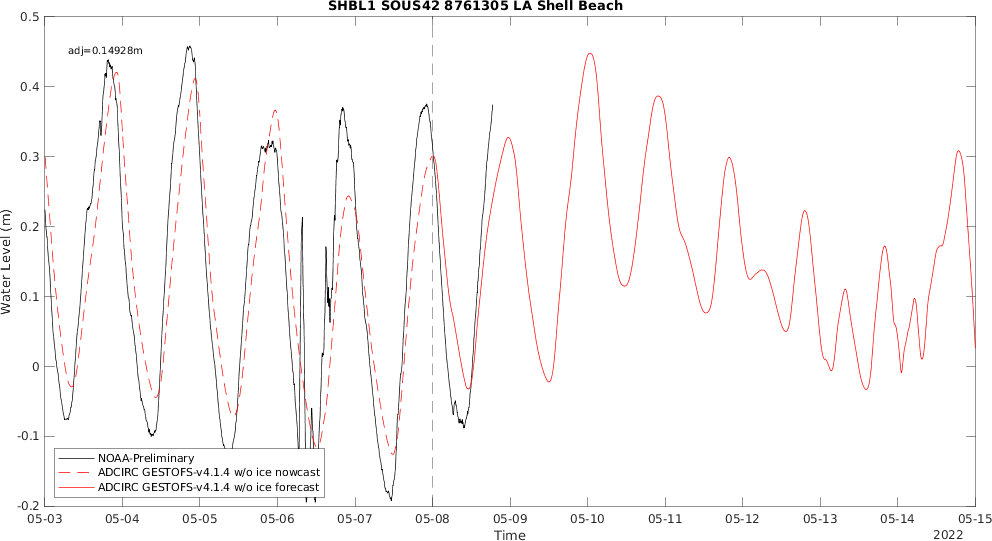 SHBL1 SOUS42 8761305 LA Shell Beach
adj=0.14928m
0.5
0.4
0.3
0.2
0.1
0
-0.1
-0.2
Water Level (m)
NOAA-Preliminary
ADCIRC GESTOFS-v4.1.4 w/o ice nowcast
ADCIRC GESTOFS-v4.1.4 w/o ice forecast
05-03 05-04 05-05 05-06 05-07 05-08 05-09 05-10 05-11 05-12 05-13 05-14 05-15
Time
2022